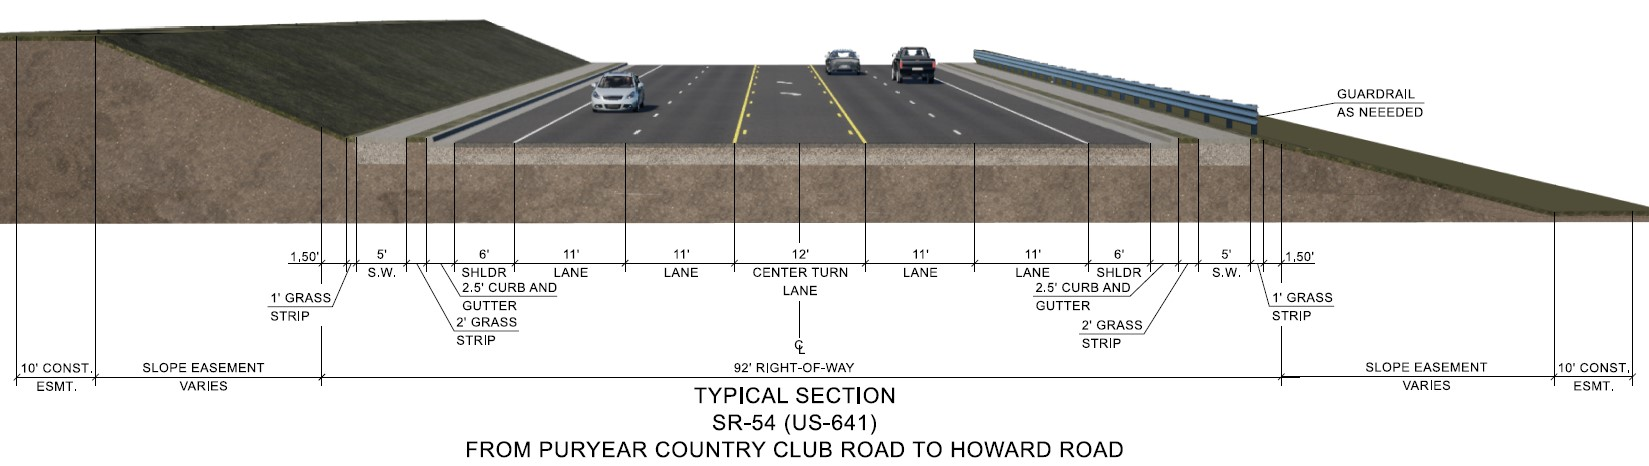 GUARDRAIL
AS NEEEDED
1,50' 5' 6' 11' 11' 12' 11' 11' 6' 5' 1,50'
S.W. SHLDR LANE LANE CENTER TURN LANE LANE SHLDR S.W.
LANE
1' GRASS
STRIP
2.5' CURB AND
GUTTER
2' GRASS
STRIP
2.5' CURB AND
GUTTER
2' GRASS
STRIP
1' GRASS
STRIP
℄
10' CONST. SLOPE EASEMENT 92' RIGHT-OF-WAY SLOPE EASEMENT 10' CONST.
ESMT. VARIES VARIES ESMT.
TYPICAL SECTION
SR-54 (US-641)
FROM PURYEAR COUNTRY CLUB ROAD TO HOWARD ROAD